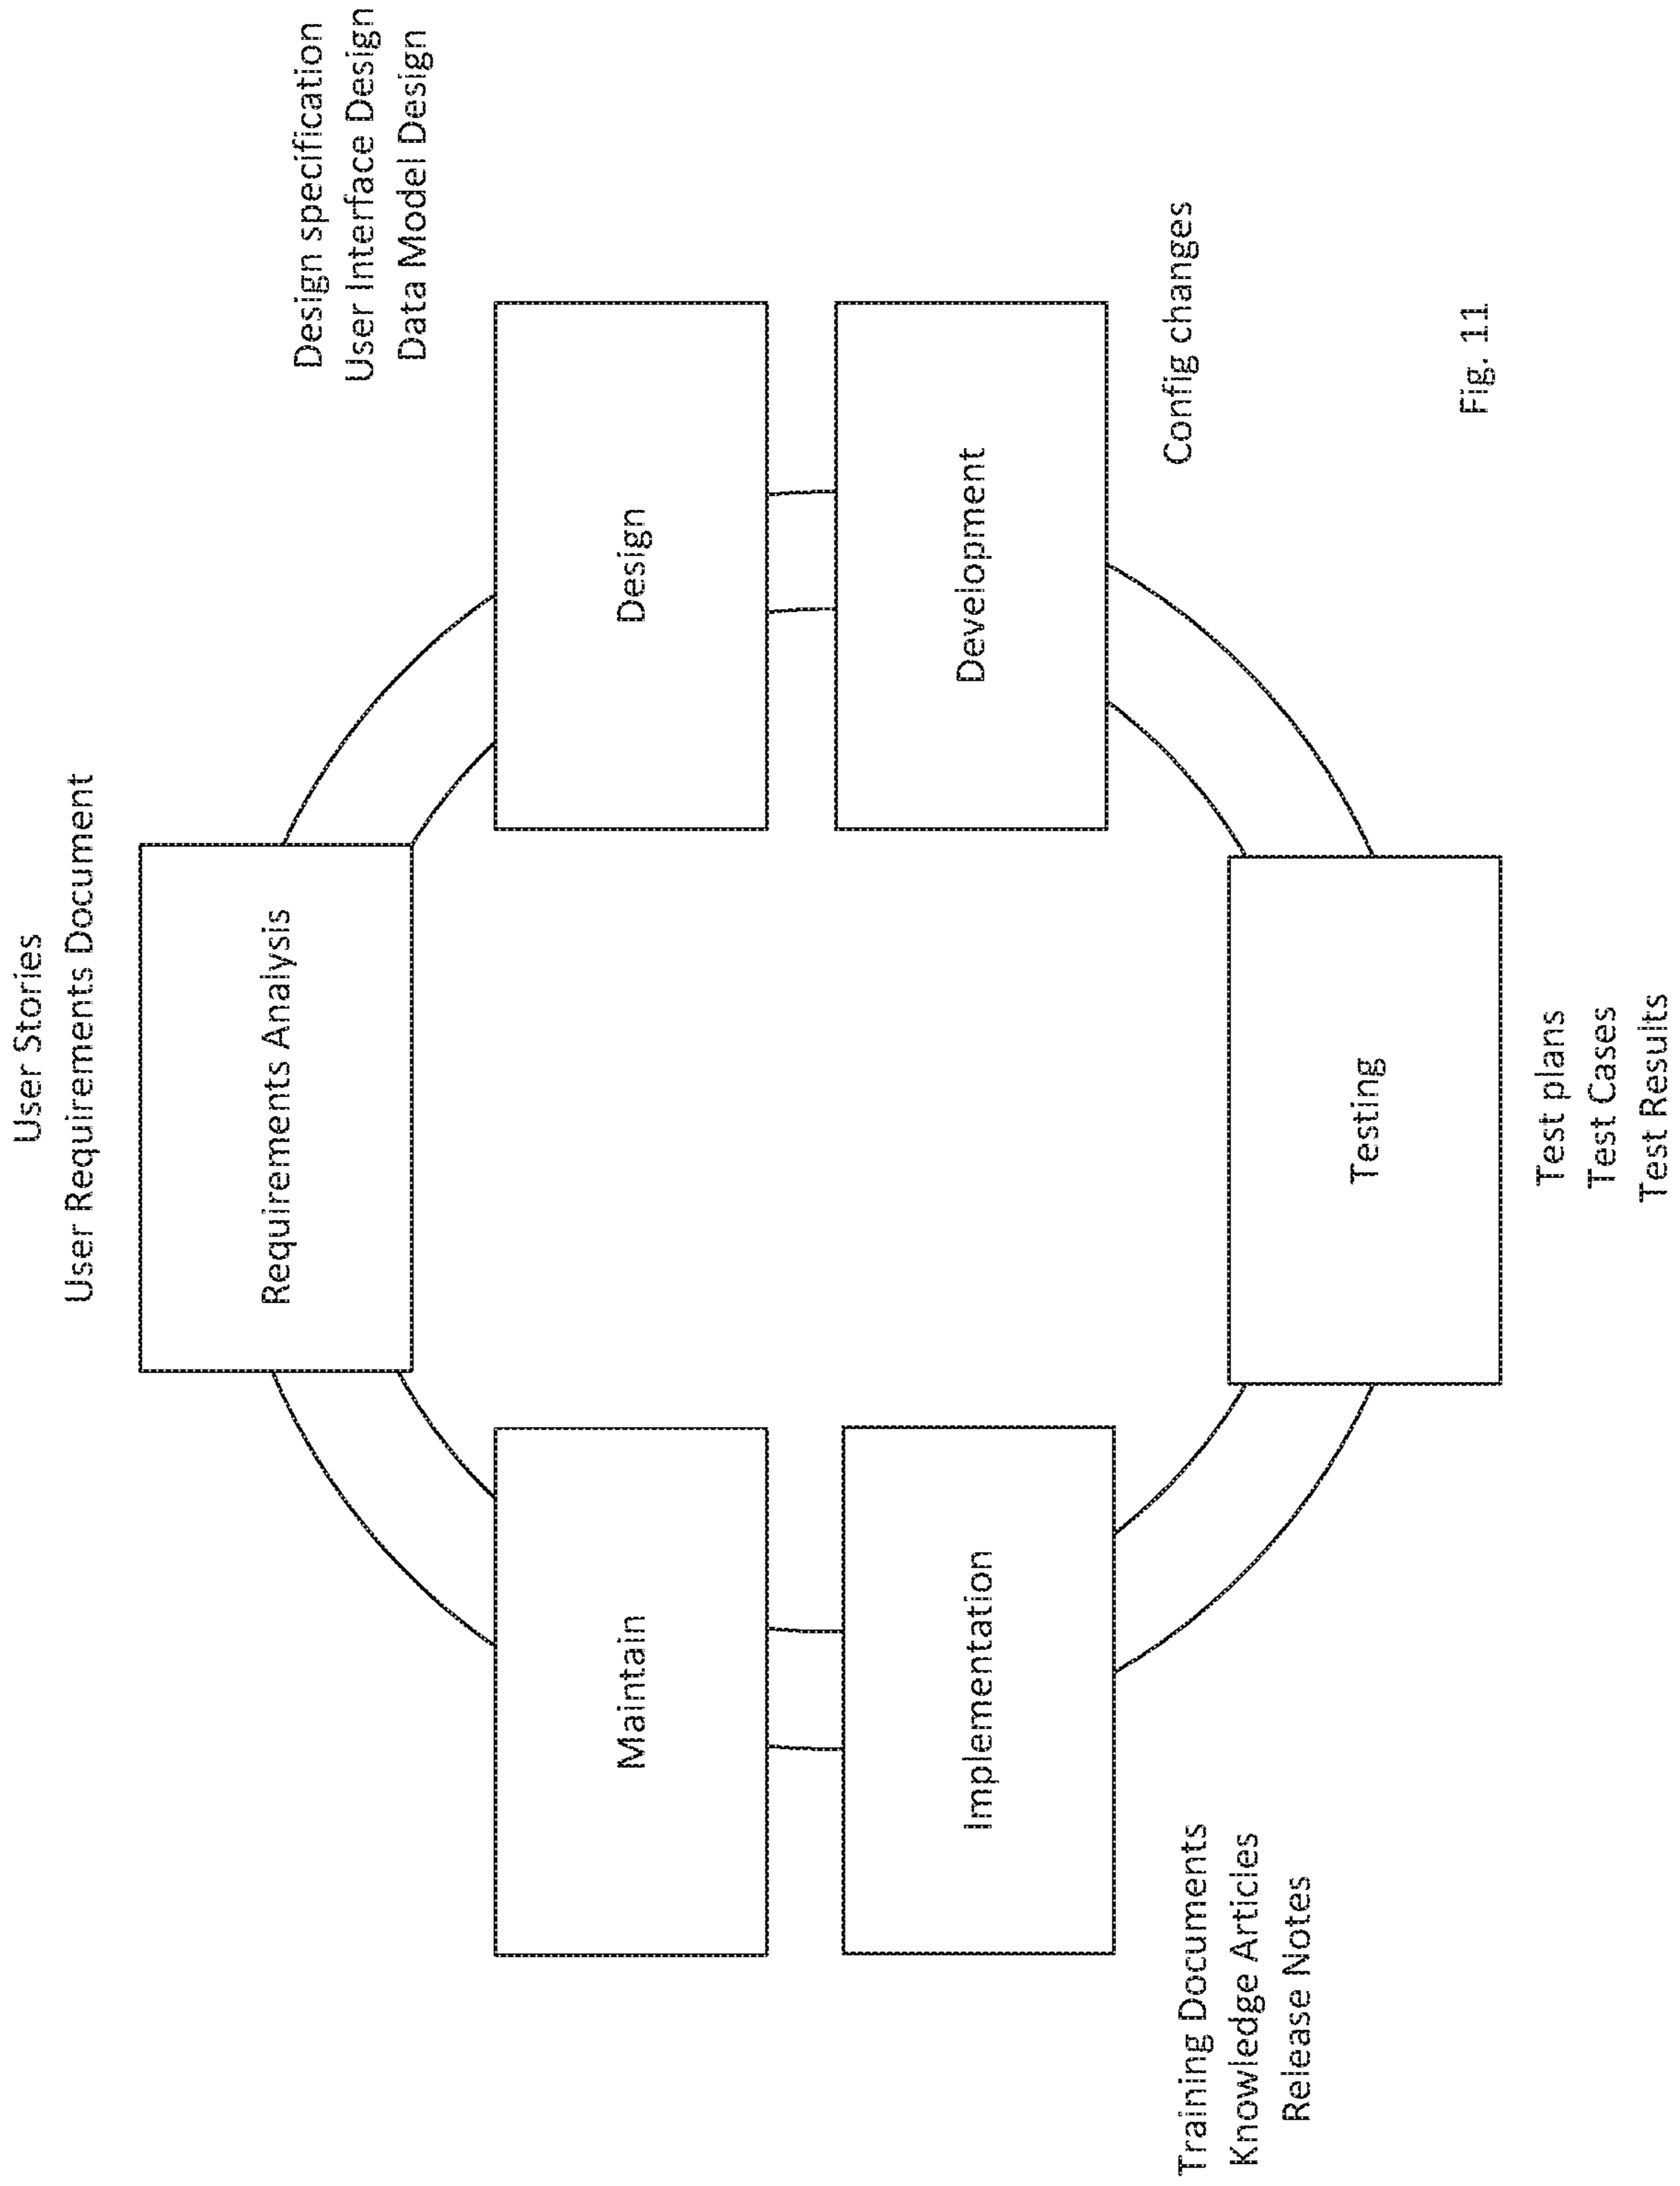 User Stories
User Requirements Document
Requirements Analysis
Design specification
User Interface Design
Data Model Design
Design
Development
Config changes
Testing
Test plans
Test Cases
Test Results
Implementation
Training Documents
Knowledge Articles
Release Notes
Maintain
Fig. 11